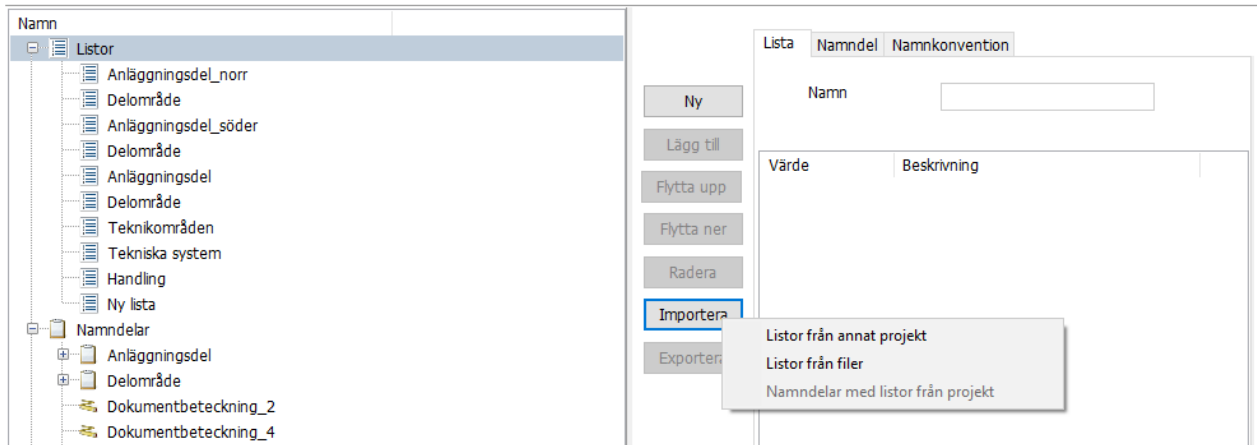 Namn
Listor
Anläggningsdel_norr
Delområde
Anläggningsdel_söder
Delområde
Anläggningsdel
Delområde
Teknikområden
Tekniska system
Handling
Ny lista
Namndelar
Anläggningsdel
Delområde
Dokumentbeteckning_2
Dokumentbeteckning_4
Ny
Lägg till
Flytta upp
Flytta ner
Radera
Importera
Exportera
Lista Namndel Namnkonvention
Namn
Värde Beskrivning
Listor från annat projekt
Listor från filer
Namndelar med listor från projekt